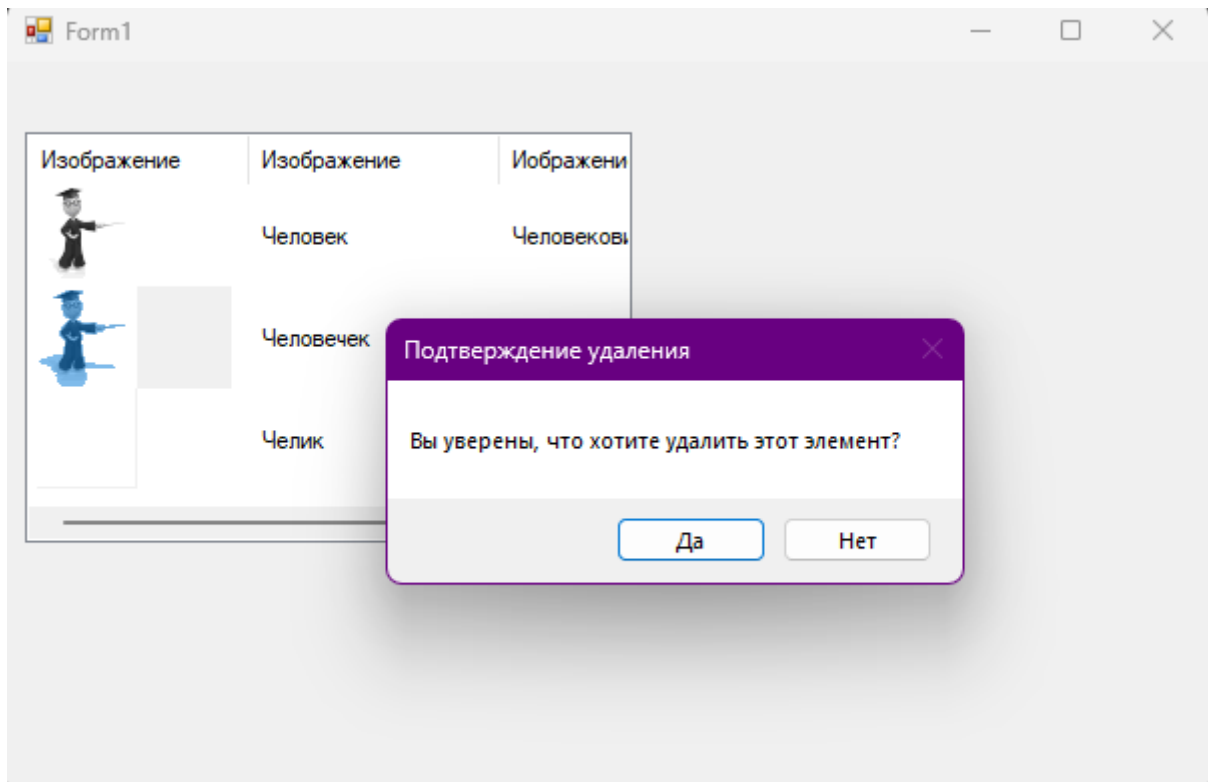 Form1
Изображение Изображение Иображени
Человек Человекови
Человечек
Челик
Подтверждение удаления
Вы уверены, что хотите удалить этот элемент?
Да Нет